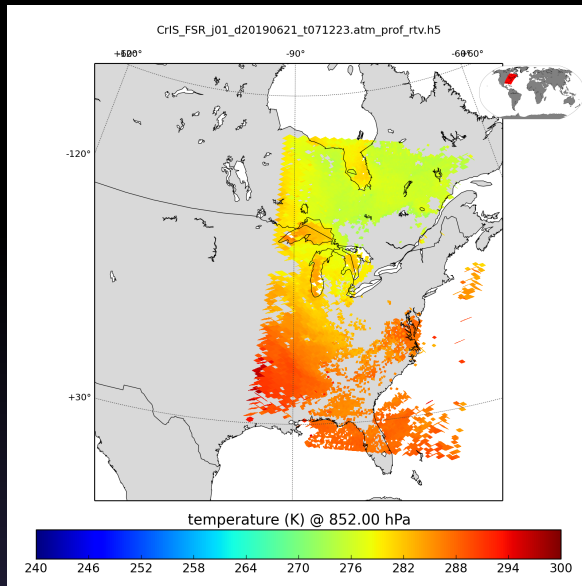 CrIS_FSR_j01_d20190621_t071223.atm_prof_rtv.h5
-90°
-120°
+30°
temperature (K) @ 852.00 hPa
240 246 252 258 264 270 276 282 288 294 300